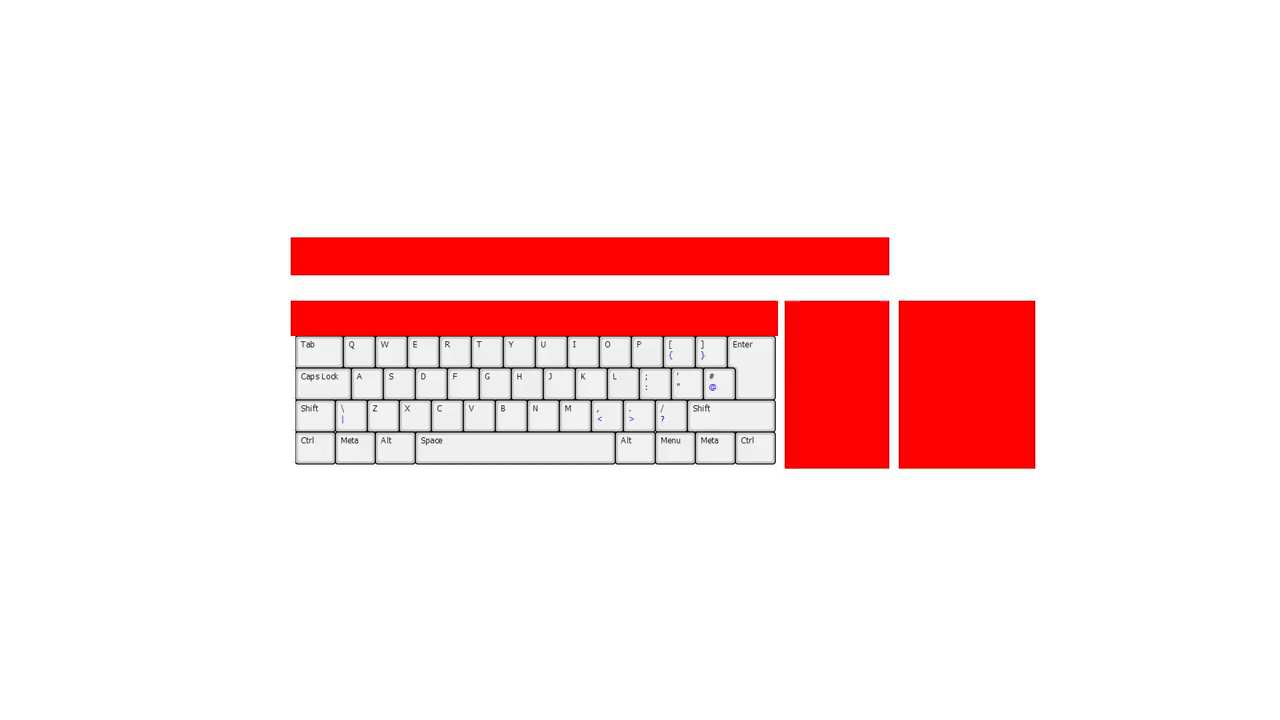 Tab Q W E R T Y U I O P [ ] Enter
{ }
Caps Lock A S D F G H J K L ; ' #
: " @
Shift \ Z X C V B N M , . / Shift
| < > ?
Ctrl Meta Alt Space Alt Menu Meta Ctrl